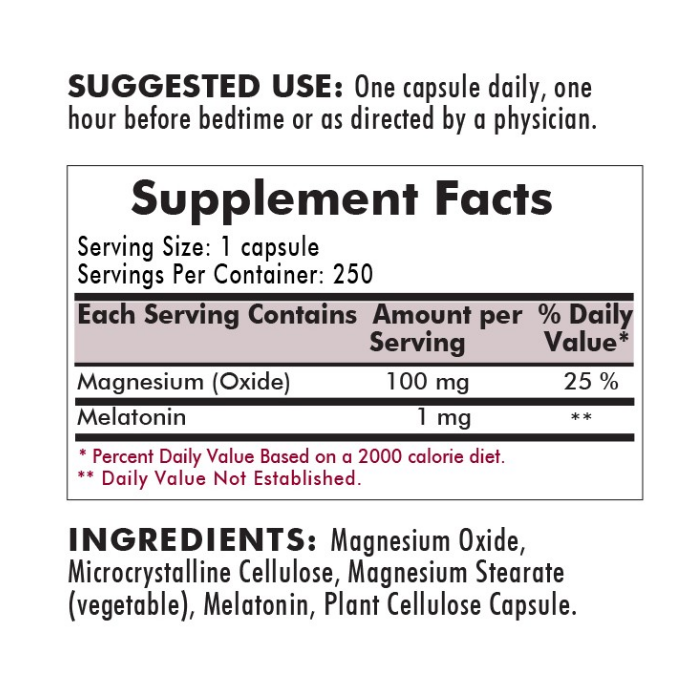 SUGGESTED USE: One capsule daily, one
hour before bedtime or as directed by a physician.
Supplement Facts
Serving Size: 1 capsule
Servings Per Container: 250
Each Serving Contains Amount per % Daily
Serving Value*
Magnesium (Oxide) 100 mg 25 %
Melatonin 1 mg **
* Percent Daily Value Based on a 2000 calorie diet.
** Daily Value Not Established.
INGREDIENTS: Magnesium Oxide,
Microcrystalline Cellulose, Magnesium Stearate
(vegetable), Melatonin, Plant Cellulose Capsule.